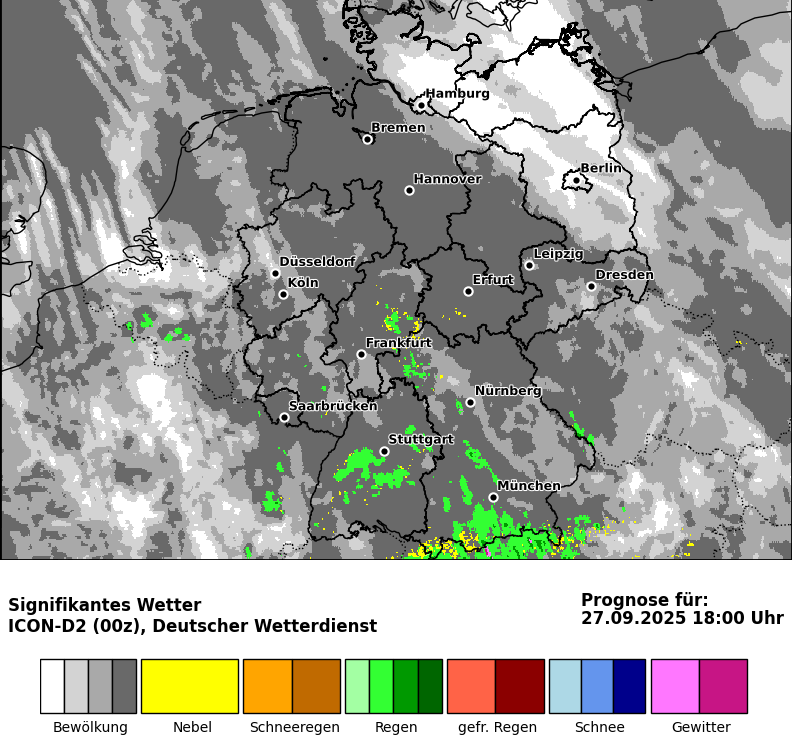 Hamburg
Bremen
Berlin
Hannover
Leipzig
Düsseldorf
Dresden
Köln
Erfurt
Frankfurt
Nürnberg
Saarbrücken
Stuttgart
München
Signifikantes Wetter
ICON-D2 (00z), Deutscher Wetterdienst
Prognose für:
27.09.2025 18:00 Uhr
Bewölkung Nebel Schneeregen Regen gefr. Regen Schnee Gewitter